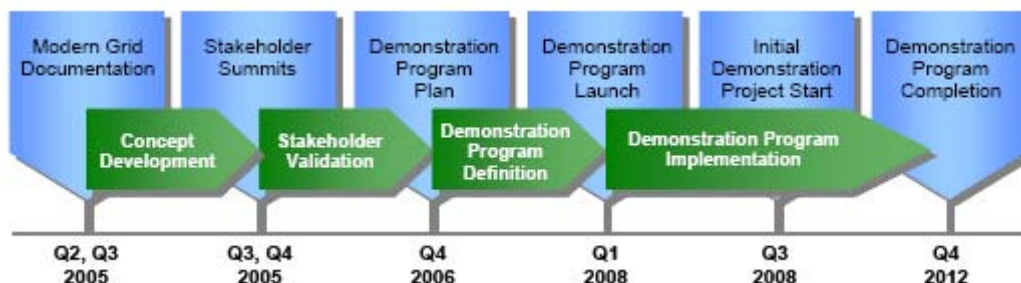 Modern Grid
Documentation
Stakeholder
Summits
Demonstration
Program
Plan
Demonstration
Program
Launch
Initial
Demonstration
Project Start
Demonstration
Program
Completion
Concept
Development
Stakeholder
Validation
Demonstration
Program
Definition
Demonstration Program
Implementation
Q2, Q3
2005
Q3, Q4
2005
Q4
2006
Q1
2008
Q3
2008
Q4
2012